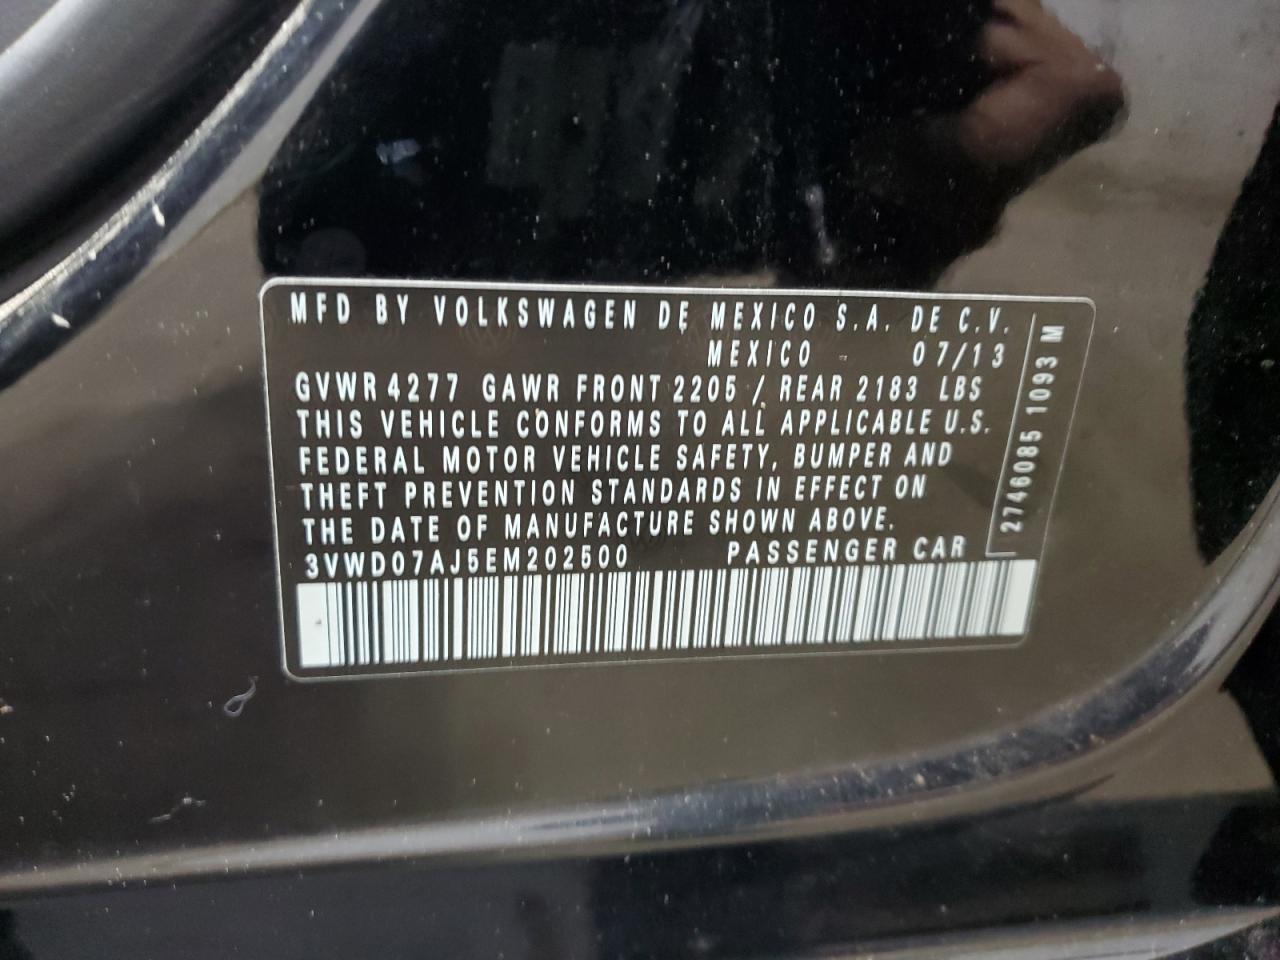 MFD BY VOLKSWAGEN DE MEXICO S.A. DE C.V.
MEXICO - 07/13
GVWR 4277 GAWR FRONT 2205 / REAR 2183 LBS
THIS VEHICLE CONFORMS TO ALL APPLICABLE U.S.
FEDERAL MOTOR VEHICLE SAFETY, BUMPER AND
THEFT PREVENTION STANDARDS IN EFFECT ON
THE DATE OF MANUFACTURE SHOWN ABOVE.
3VWD07AJ5EM202500 PASSENGER CAR
2746085 1093 M